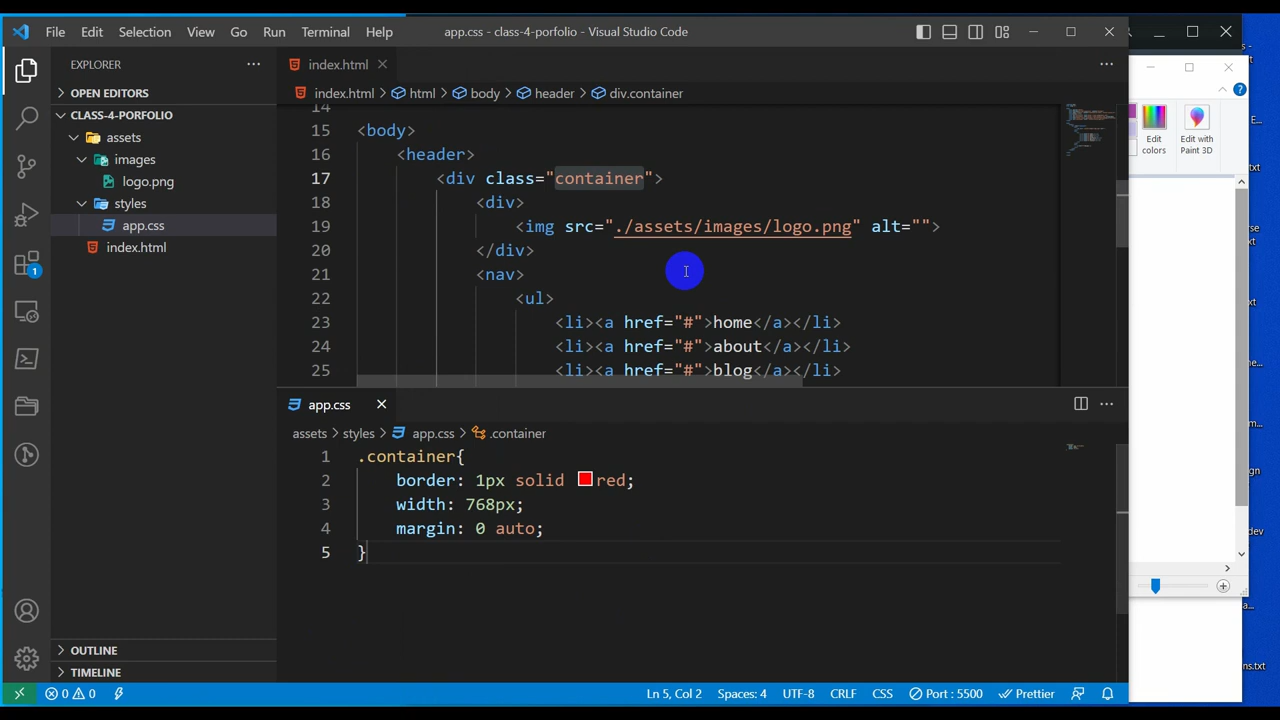 File Edit Selection View Go Run Terminal Help app.css - class-4-porfolio - Visual Studio Code
EXPLORER
OPEN EDITORS
CLASS-4-PORFOLIO
assets
images
logo.png
styles
app.css
index.html
OUTLINE
TIMELINE
1
index.html
index.html > html > body > header > div.container
14
15 <body>
16 <header>
17 <div class="container">
18 <div>
19 <img src="./assets/images/logo.png" alt="">
20 </div>
21 <nav>
22 <ul>
23 <li><a href="#">home</a></li>
24 <li><a href="#">about</a></li>
25 <li><a href="#">blog</a></li>
app.css
assets > styles > app.css > .container
1 .container{
2 border: 1px solid red;
3 width: 768px;
4 margin: 0 auto;
5 }
0 0 Ln 5, Col 2 Spaces: 4 UTF-8 CRLF CSS Port : 5500 Prettier
Edit
colors
Edit with
Paint 3D